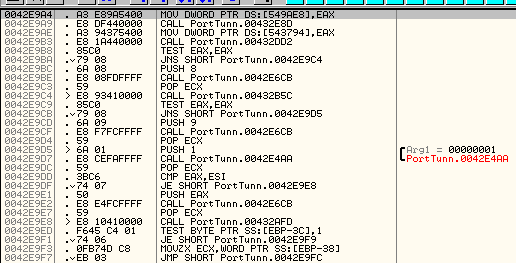 0042E9A4 . A3 E89A5400 MOV DWORD PTR DS:[549AE8],EAX
0042E9A9 . E8 DF440000 CALL PortTunn.00432E8D
0042E9AE . A3 94375400 MOV DWORD PTR DS:[543794],EAX
0042E9B3 . E8 1A440000 CALL PortTunn.00432DD2
0042E9B8 . 85C0 TEST EAX,EAX
0042E9BA .v79 08 JNS SHORT PortTunn.0042E9C4
0042E9BC . 6A 08 PUSH 8
0042E9BE . E8 08FDFFFF CALL PortTunn.0042E6CB
0042E9C3 . 59 POP ECX
0042E9C4 > E8 93410000 CALL PortTunn.00432B5C
0042E9C9 . 85C0 TEST EAX,EAX
0042E9CB .v79 08 JNS SHORT PortTunn.0042E9D5
0042E9CD . 6A 09 PUSH 9
0042E9CF . E8 F7FCFFFF CALL PortTunn.0042E6CB
0042E9D4 . 59 POP ECX
0042E9D5 > 6A 01 PUSH 1 Arg1 = 00000001
0042E9D7 . E8 CEFAFFFF CALL PortTunn.0042E4AA PortTunn.0042E4AA
0042E9DC . 59 POP ECX
0042E9DD . 3BC6 CMP EAX,ESI
0042E9DF .v74 07 JE SHORT PortTunn.0042E9E8
0042E9E1 . 50 PUSH EAX
0042E9E2 . E8 E4FCFFFF CALL PortTunn.0042E6CB
0042E9E7 . 59 POP ECX
0042E9E8 > E8 10410000 CALL PortTunn.00432AFD
0042E9ED . F645 C4 01 TEST BYTE PTR SS:[EBP-3C],1
0042E9F1 .v74 06 JE SHORT PortTunn.0042E9F9
0042E9F3 . 0FB74D C8 MOVZX ECX,WORD PTR SS:[EBP-38]
0042E9F7 .vEB 03 JMP SHORT PortTunn.0042E9FC